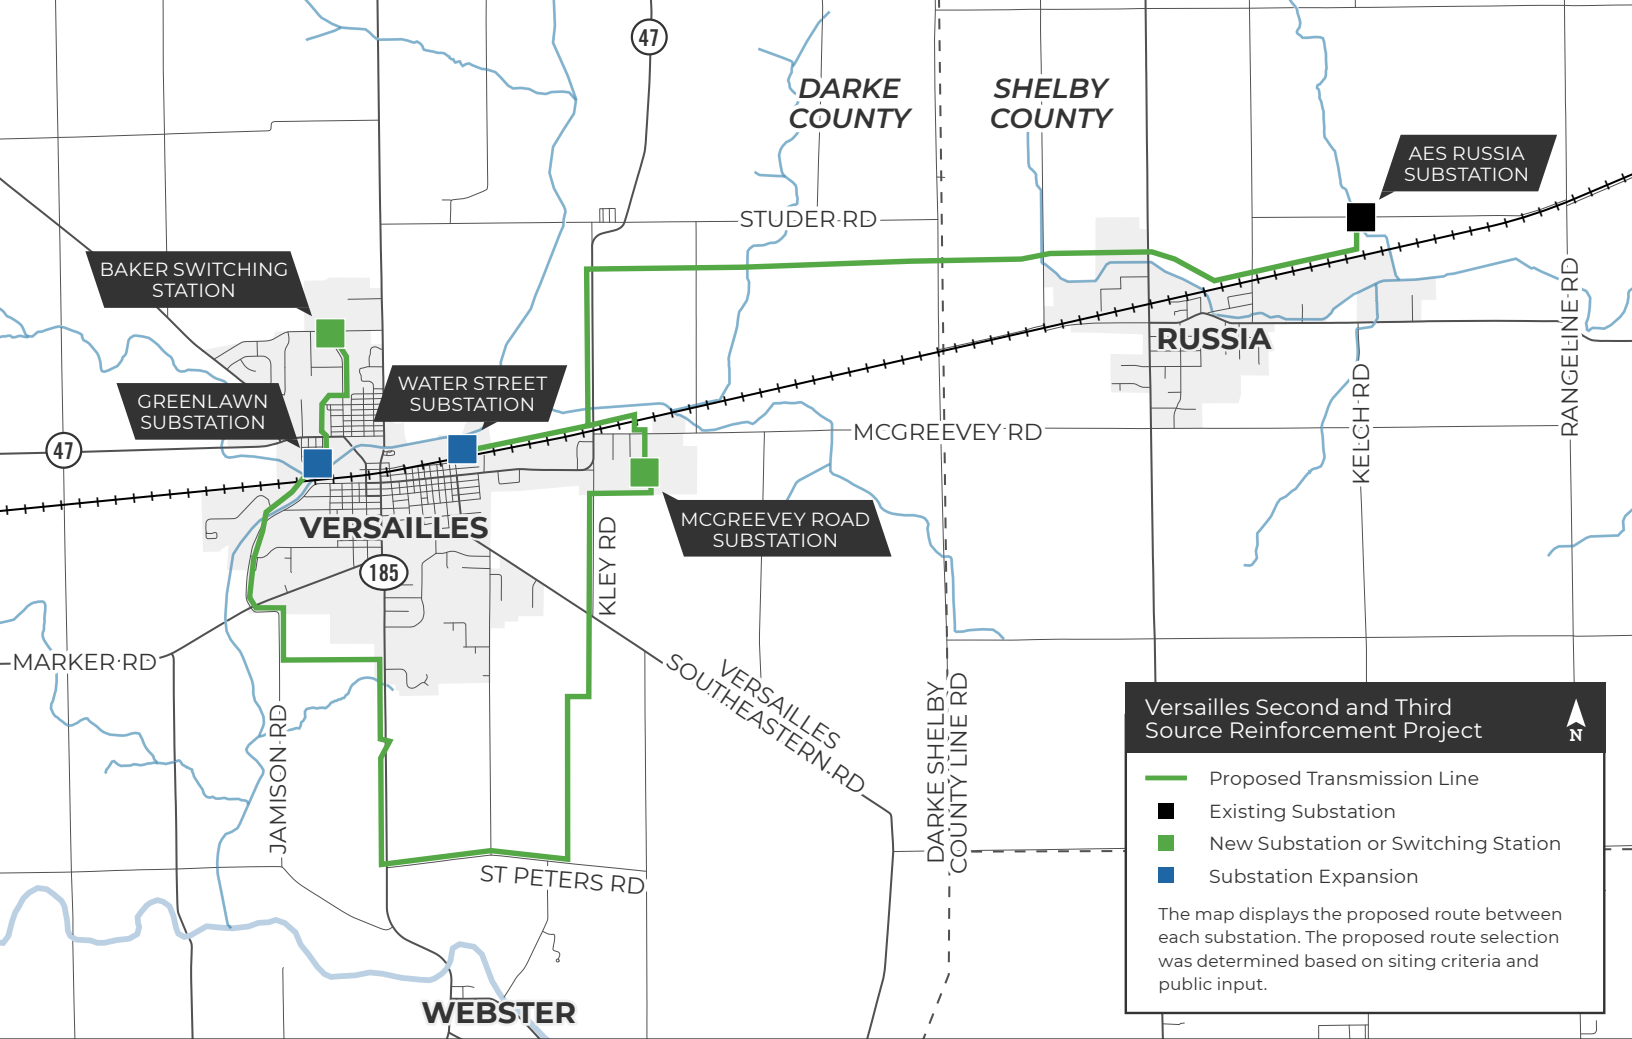 47
DARKE
COUNTY
SHELBY
COUNTY
AES RUSSIA
SUBSTATION
STUDER RD
BAKER SWITCHING
STATION
RANGELINE RD
RUSSIA
WATER STREET
SUBSTATION
GREENLAWN
SUBSTATION
KELCH RD
MCGREEVEY RD
47
MCGREEVEY ROAD
SUBSTATION
VERSAILLES
KLEY RD
185
MARKER RD
VERSAILLES
SOUTHEASTERN RD
JAMISON RD
DARKE SHELBY
COUNTY LINE RD
ST PETERS RD
WEBSTER
Versailles Second and Third
Source Reinforcement Project
N
Proposed Transmission Line
Existing Substation
New Substation or Switching Station
Substation Expansion
The map displays the proposed route between
each substation. The proposed route selection
was determined based on siting criteria and
public input.